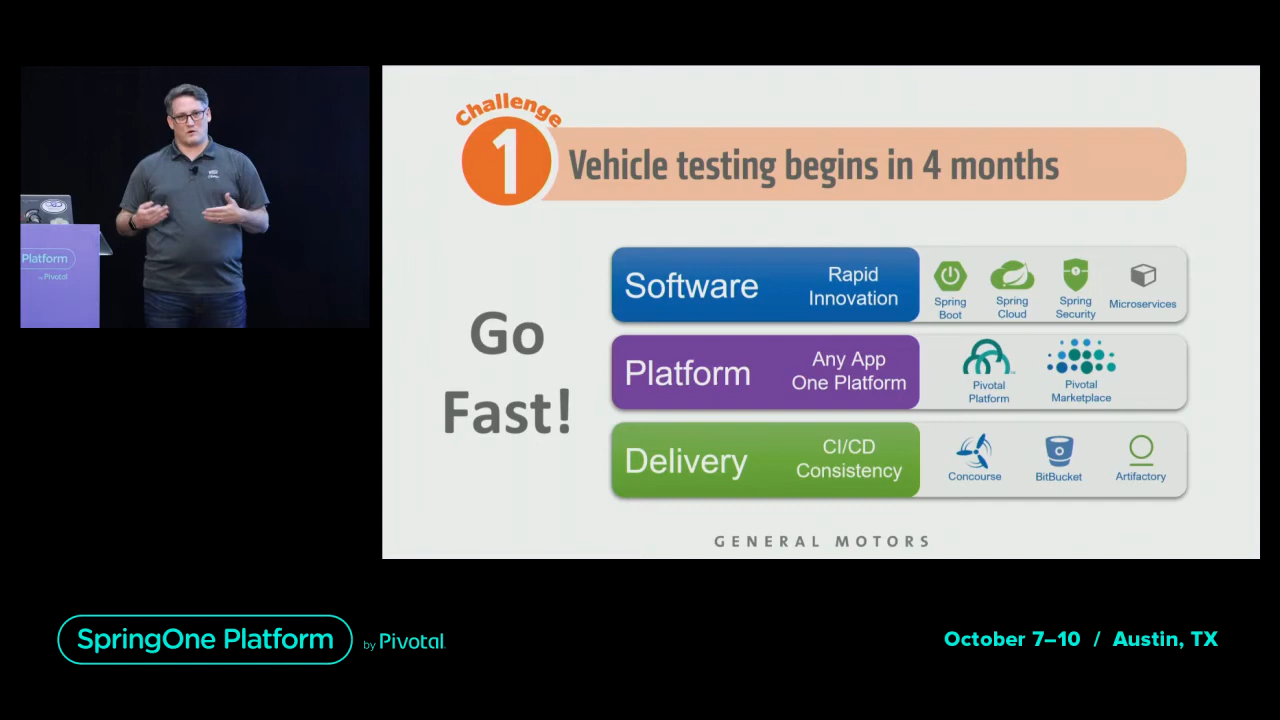 Challenge
1
Vehicle testing begins in 4 months
Go
Fast!
Software
Rapid
Innovation
Spring
Boot
Spring
Cloud
Spring
Security
Microservices
Platform
Any App
One Platform
Pivotal
Platform
Pivotal
Marketplace
Delivery
CI/CD
Consistency
Concourse
BitBucket
Artifactory
GENERAL MOTORS
Platform
by Pivotal
SpringOne Platform
by Pivotal
October 7–10 / Austin, TX